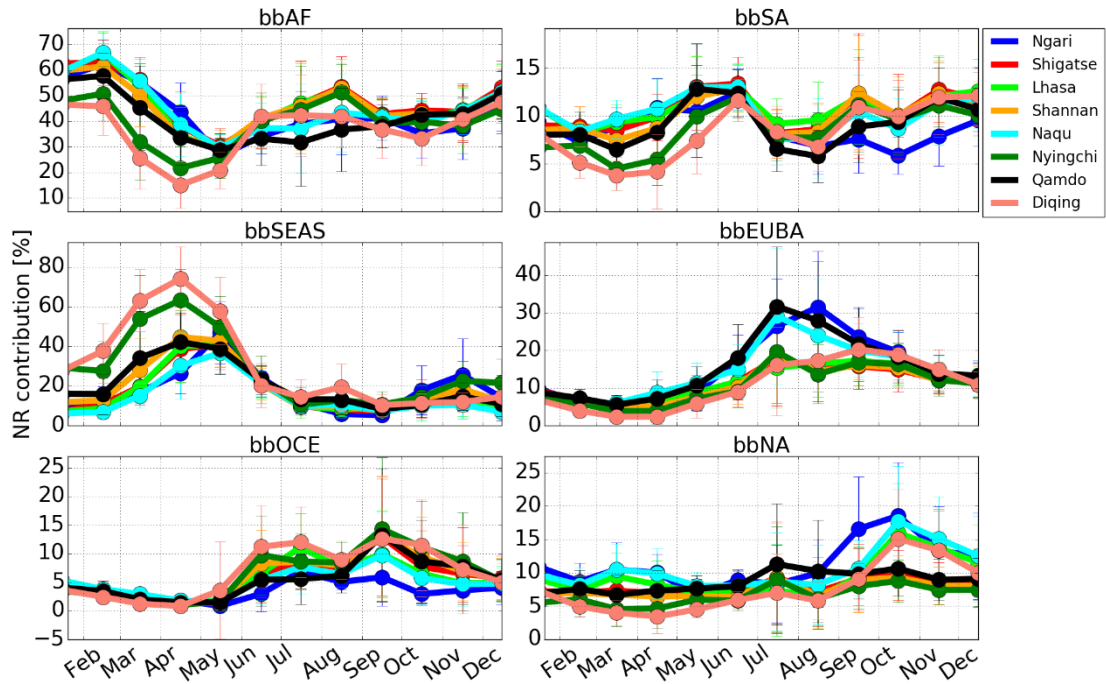 bbAF
70
60
50
40
30
20
10
bbSA
15
10
5
0
Ngari
Shigatse
Lhasa
Shannan
Naqu
Nyingchi
Qamdo
Diqing
NR contribution [%]
bbSEAS
80
60
40
20
0
bbEUBA
40
30
20
10
0
bbOCE
25
20
15
10
5
0
−5
Feb Mar Apr May Jun Jul Aug Sep Oct Nov Dec
bbNA
25
20
15
10
5
0
Feb Mar Apr May Jun Jul Aug Sep Oct Nov Dec